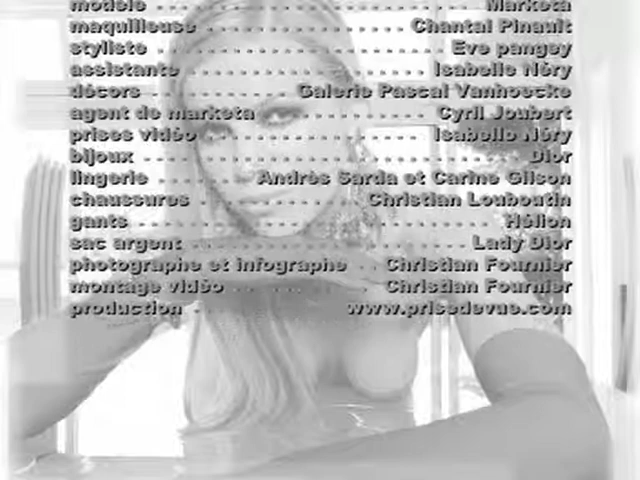 modèle ........................ Marketa
maquilleuse ................ Chantal Pinault
styliste ......................... Eve pangey
assistante .................... Isabelle Néry
décors ............ Galerie Pascal Vanhoecke
agent de marketa ............ Cyril Joubert
prises vidéo .................. Isabelle Néry
bijoux .............................. Dior
lingerie ........ Andrès Sarda et Carine Gilson
chaussures ............ Christian Louboutin
gants ............................. Hélion
sac argent ...................... Lady Dior
photographe et infographe .. Christian Fournier
montage vidéo ........... Christian Fournier
production ........... www.prisedevue.com